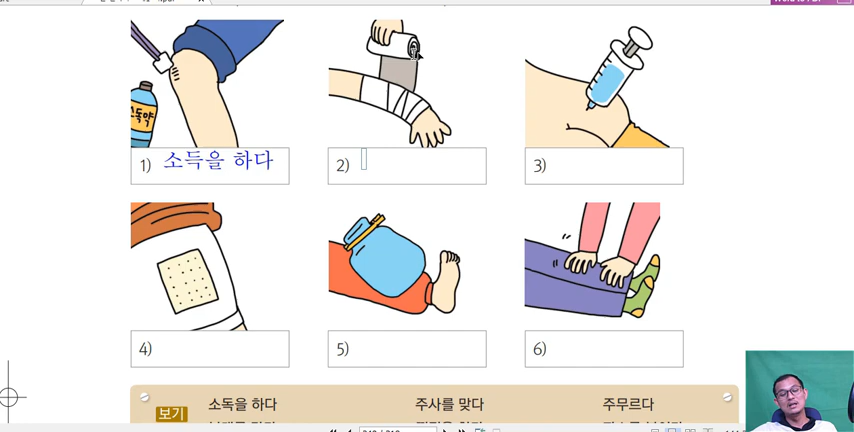 소독약
1) 소득을 하다
2)
3)
4)
5)
6)
보기
소독을 하다 주사를 맞다 주무르다